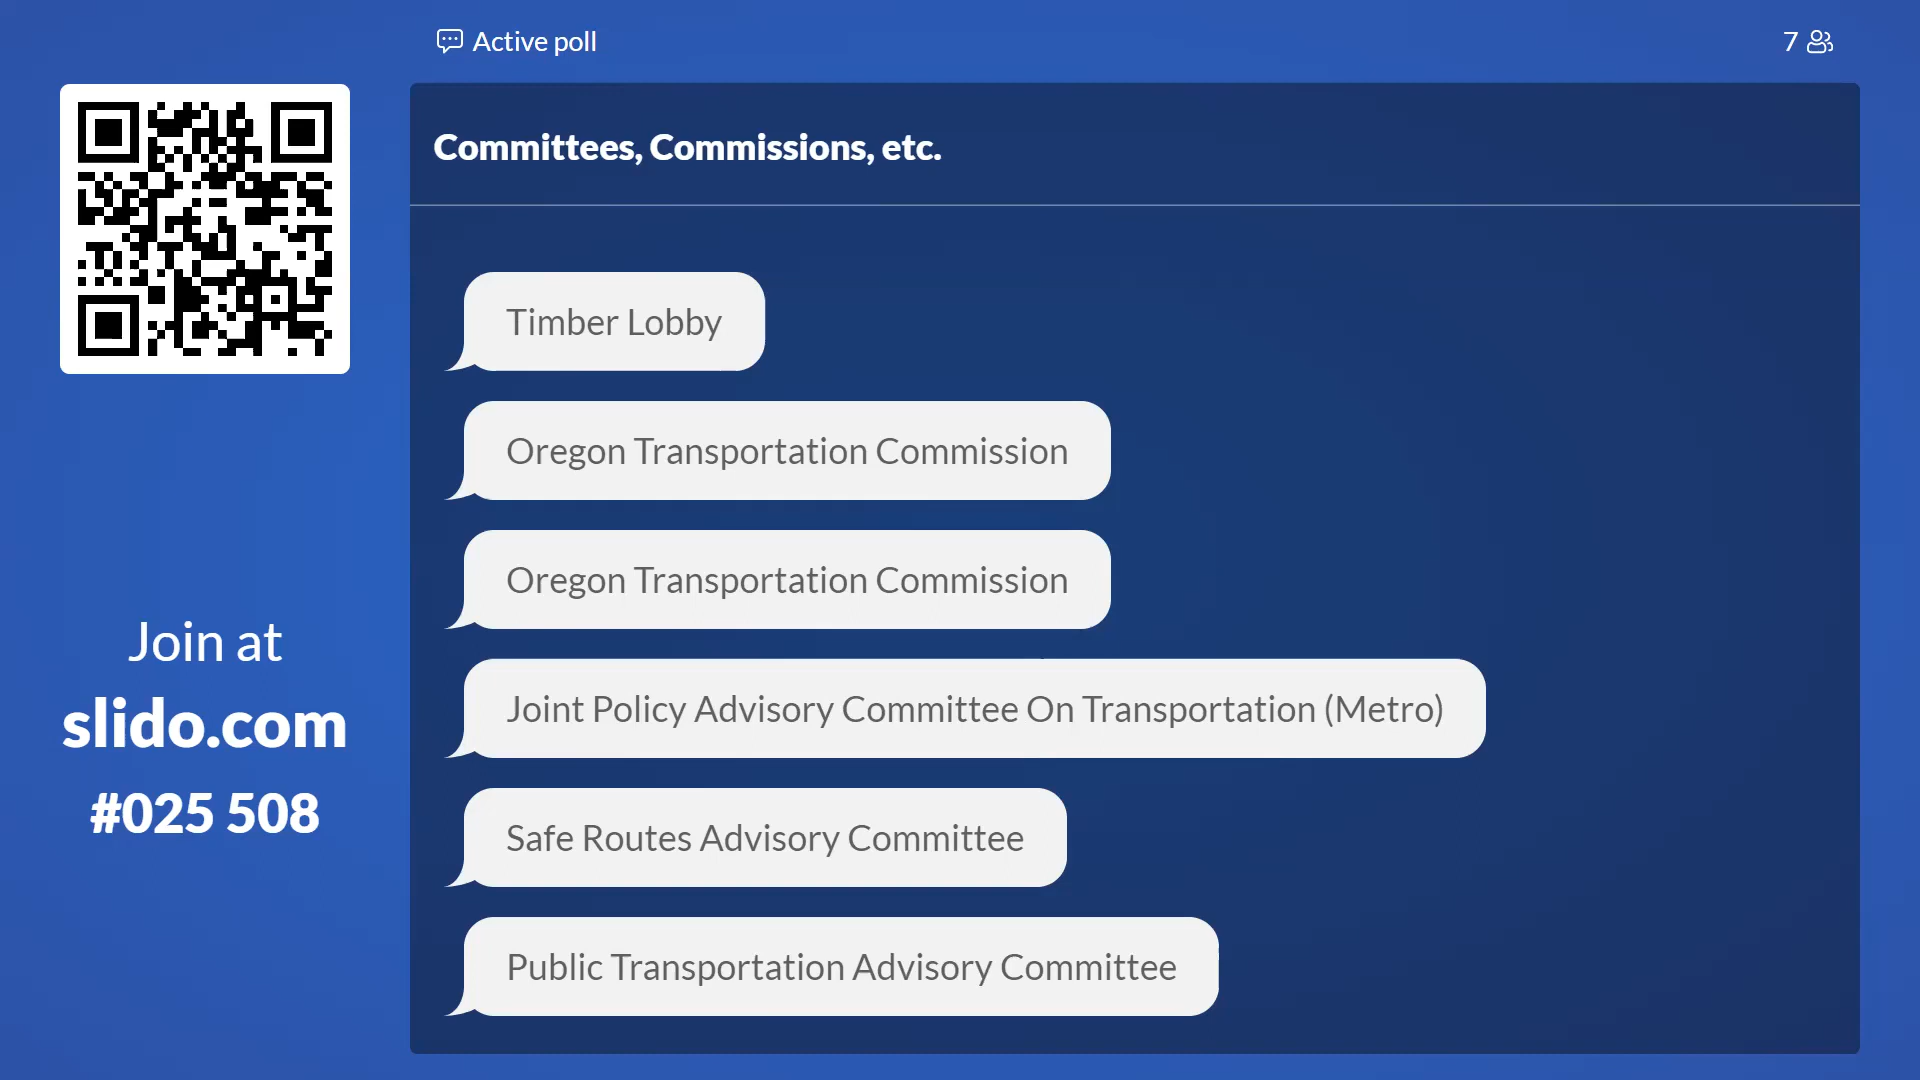 Active poll
7
Committees, Commissions, etc.
Timber Lobby
Oregon Transportation Commission
Oregon Transportation Commission
Joint Policy Advisory Committee On Transportation (Metro)
Safe Routes Advisory Committee
Public Transportation Advisory Committee
Join at
slido.com
#025 508